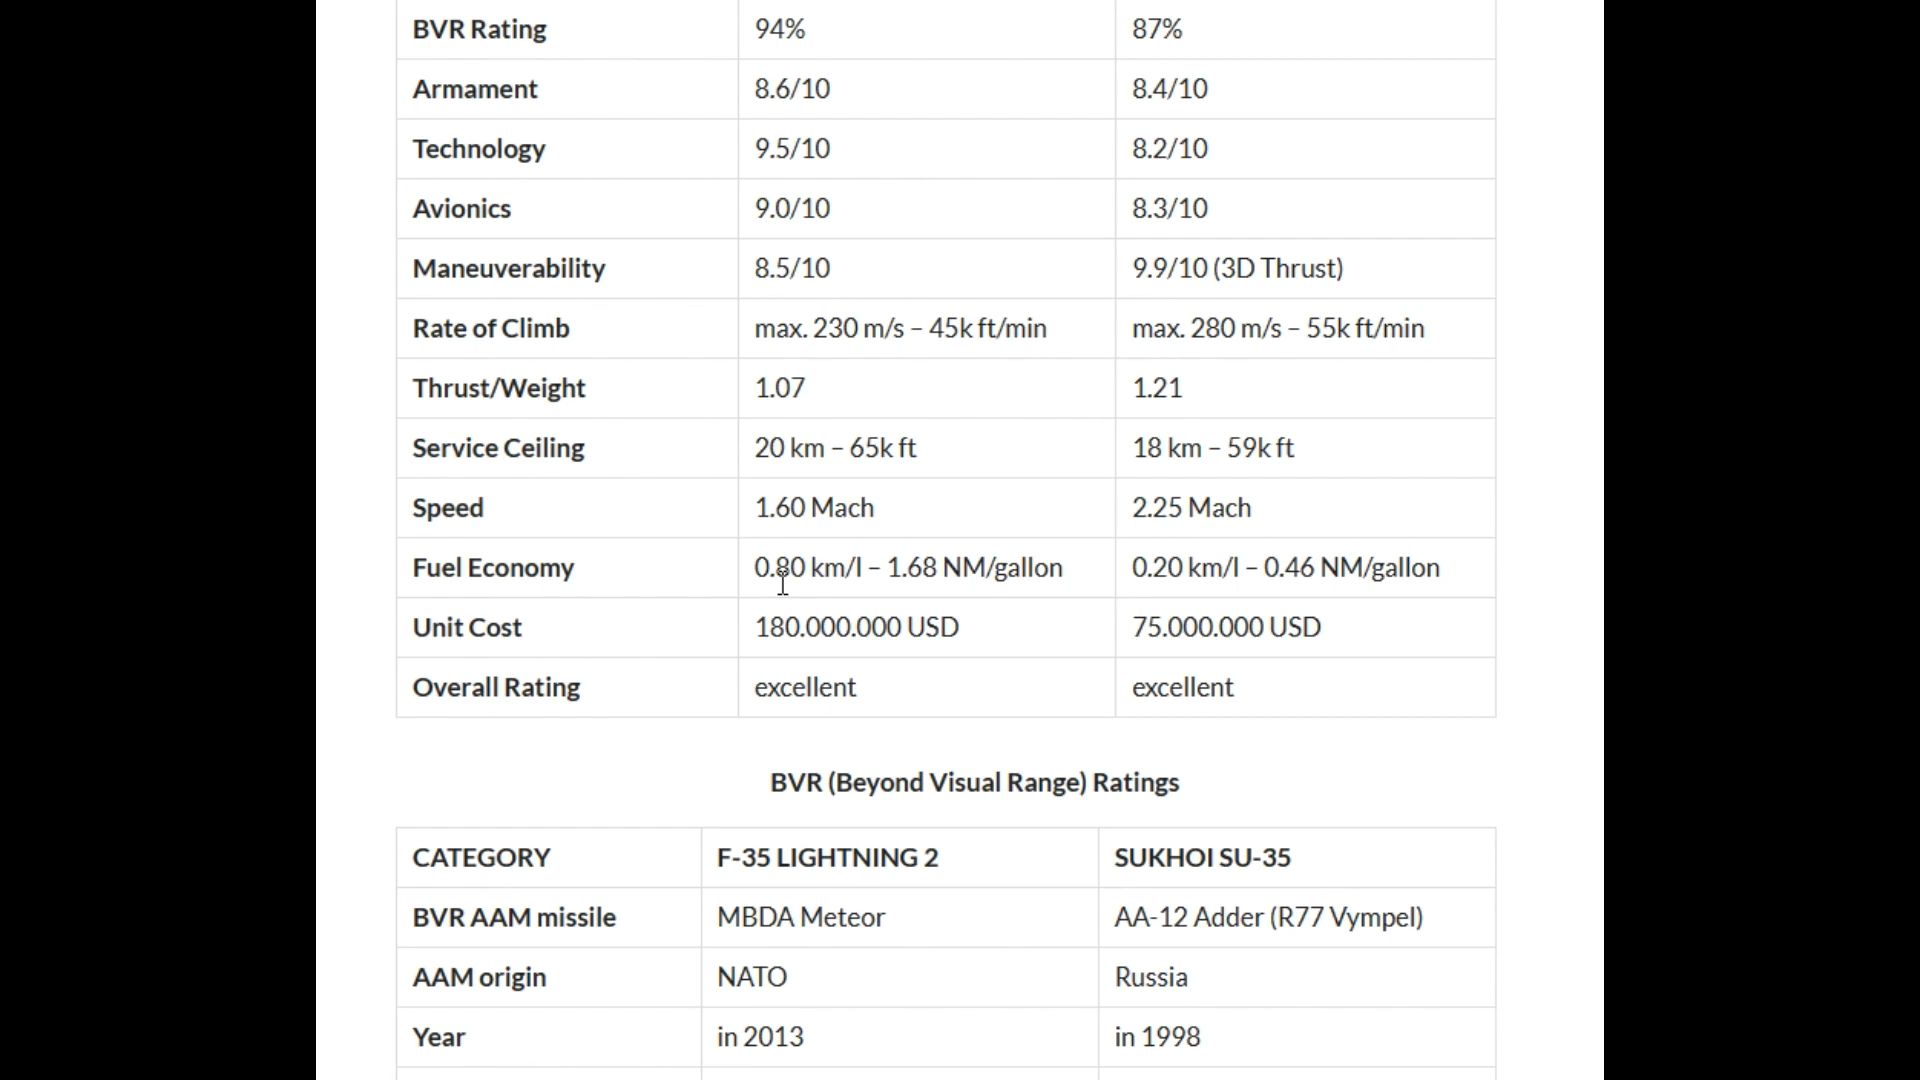 BVR Rating 94% 87%
Armament 8.6/10 8.4/10
Technology 9.5/10 8.2/10
Avionics 9.0/10 8.3/10
Maneuverability 8.5/10 9.9/10 (3D Thrust)
Rate of Climb max. 230 m/s – 45k ft/min max. 280 m/s – 55k ft/min
Thrust/Weight 1.07 1.21
Service Ceiling 20 km – 65k ft 18 km – 59k ft
Speed 1.60 Mach 2.25 Mach
Fuel Economy 0.80 km/l – 1.68 NM/gallon 0.20 km/l – 0.46 NM/gallon
Unit Cost 180.000.000 USD 75.000.000 USD
Overall Rating excellent excellent
BVR (Beyond Visual Range) Ratings
CATEGORY F-35 LIGHTNING 2 SUKHOI SU-35
BVR AAM missile MBDA Meteor AA-12 Adder (R77 Vympel)
AAM origin NATO Russia
Year in 2013 in 1998